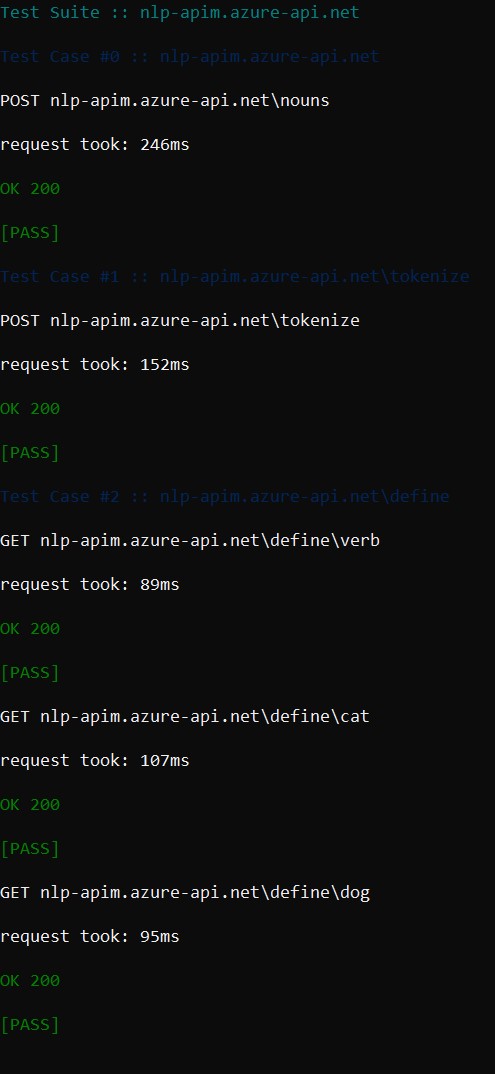 Test Suite :: nlp-apim.azure-api.net
Test Case #0 :: nlp-apim.azure-api.net
POST nlp-apim.azure-api.net\nouns
request took: 246ms
OK 200
[PASS]
Test Case #1 :: nlp-apim.azure-api.net\tokenize
POST nlp-apim.azure-api.net\tokenize
request took: 152ms
OK 200
[PASS]
Test Case #2 :: nlp-apim.azure-api.net\define
GET nlp-apim.azure-api.net\define\verb
request took: 89ms
OK 200
[PASS]
GET nlp-apim.azure-api.net\define\cat
request took: 107ms
OK 200
[PASS]
GET nlp-apim.azure-api.net\define\dog
request took: 95ms
OK 200
[PASS]